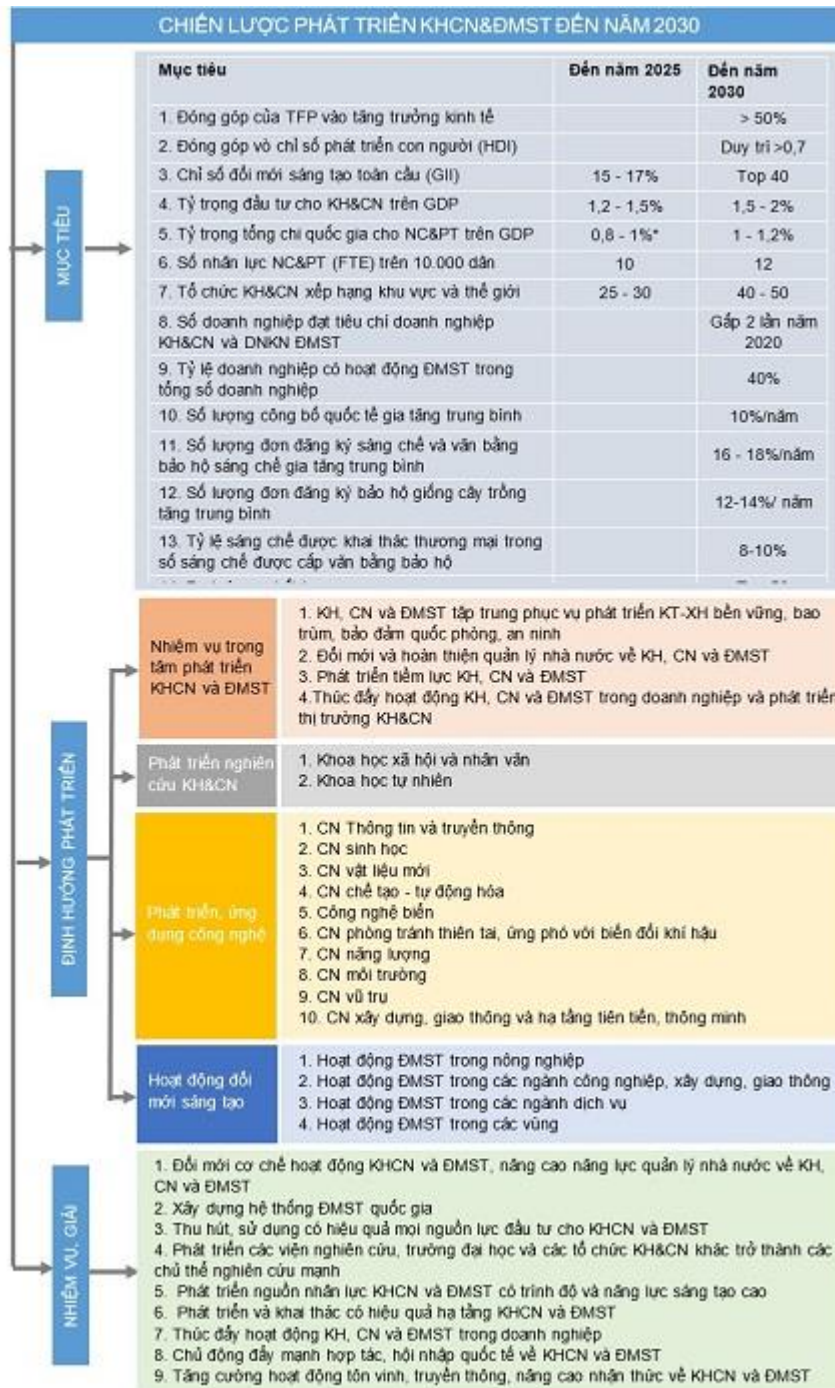 CHIẾN LƯỢC PHÁT TRIỂN KHCN&ĐMST ĐẾN NĂM 2030
Mục tiêu
Đến năm 2025
Đến năm
2030
1. Đóng góp của TFP vào tăng trưởng kinh tế
> 50%
2. Đóng góp vò chỉ số phát triển con người (HDI)
Duy trì >0,7
3. Chỉ số đổi mới sáng tạo toàn cầu (GII)
15 - 17%
Top 40
4. Tỷ trọng đầu tư cho KH&CN trên GDP
1,2 - 1,5%
1,5 - 2%
5. Tỷ trọng tổng chi quốc gia cho NC&PT trên GDP
0,8 - 1%*
1 - 1,2%
6. Số nhân lực NC&PT (FTE) trên 10.000 dân
10
12
7. Tổ chức KH&CN xếp hạng khu vực và thế giới
25 - 30
40 - 50
8. Số doanh nghiệp đạt tiêu chí doanh nghiệp
KH&CN và DNKN ĐMST
Gấp 2 lần năm
2020
9. Tỷ lệ doanh nghiệp có hoạt động ĐMST trong
tổng số doanh nghiệp
40%
10. Số lượng công bố quốc tế gia tăng trung bình
10%/năm
11. Số lượng đơn đăng ký sáng chế và văn bằng
bảo hộ sáng chế gia tăng trung bình
16 - 18%/năm
12. Số lượng đơn đăng ký bảo hộ giống cây trồng
tăng trung bình
12-14%/ năm
13. Tỷ lệ sáng chế được khai thác thương mại trong
số sáng chế được cấp văn bằng bảo hộ
8-10%
MỤC TIÊU
ĐỊNH HƯỚNG PHÁT TRIỂN
Nhiệm vụ trọng
tâm phát triển
KHCN và ĐMST
1. KH, CN và ĐMST tập trung phục vụ phát triển KT-XH bền vững, bao
trùm, bảo đảm quốc phòng, an ninh
2. Đổi mới và hoàn thiện quản lý nhà nước về KH, CN và ĐMST
3. Phát triển tiềm lực KH, CN và ĐMST
4.Thúc đẩy hoạt động KH, CN và ĐMST trong doanh nghiệp và phát triển
thị trường KH&CN
Phát triển nghiên
cứu KH&CN
1. Khoa học xã hội và nhân văn
2. Khoa học tự nhiên
Phát triển, ứng
dụng công nghệ
1. CN Thông tin và truyền thông
2. CN sinh học
3. CN vật liệu mới
4. CN chế tạo - tự động hóa
5. Công nghệ biển
6. CN phòng tránh thiên tai, ứng phó với biến đổi khí hậu
7. CN năng lượng
8. CN môi trường
9. CN vũ trụ
10. CN xây dựng, giao thông và hạ tầng tiên tiến, thông minh
Hoạt động đổi
mới sáng tạo
1. Hoạt động ĐMST trong nông nghiệp
2. Hoạt động ĐMST trong các ngành công nghiệp, xây dựng, giao thông
3. Hoạt động ĐMST trong các ngành dịch vụ
4. Hoạt động ĐMST trong các vùng
NHIỆM VỤ, GIẢI
1. Đổi mới cơ chế hoạt động KHCN và ĐMST, nâng cao năng lực quản lý nhà nước về KH,
CN và ĐMST
2. Xây dựng hệ thống ĐMST quốc gia
3. Thu hút, sử dụng có hiệu quả mọi nguồn lực đầu tư cho KHCN và ĐMST
4. Phát triển các viện nghiên cứu, trường đại học và các tổ chức KH&CN khác trở thành các
chủ thể nghiên cứu mạnh
5. Phát triển nguồn nhân lực KHCN và ĐMST có trình độ và năng lực sáng tạo cao
6. Phát triển và khai thác có hiệu quả hạ tầng KHCN và ĐMST
7. Thúc đẩy hoạt động KH, CN và ĐMST trong doanh nghiệp
8. Chủ động đẩy mạnh hợp tác, hội nhập quốc tế về KHCN và ĐMST
9. Tăng cường hoạt động tôn vinh, truyền thông, nâng cao nhận thức về KHCN và ĐMST